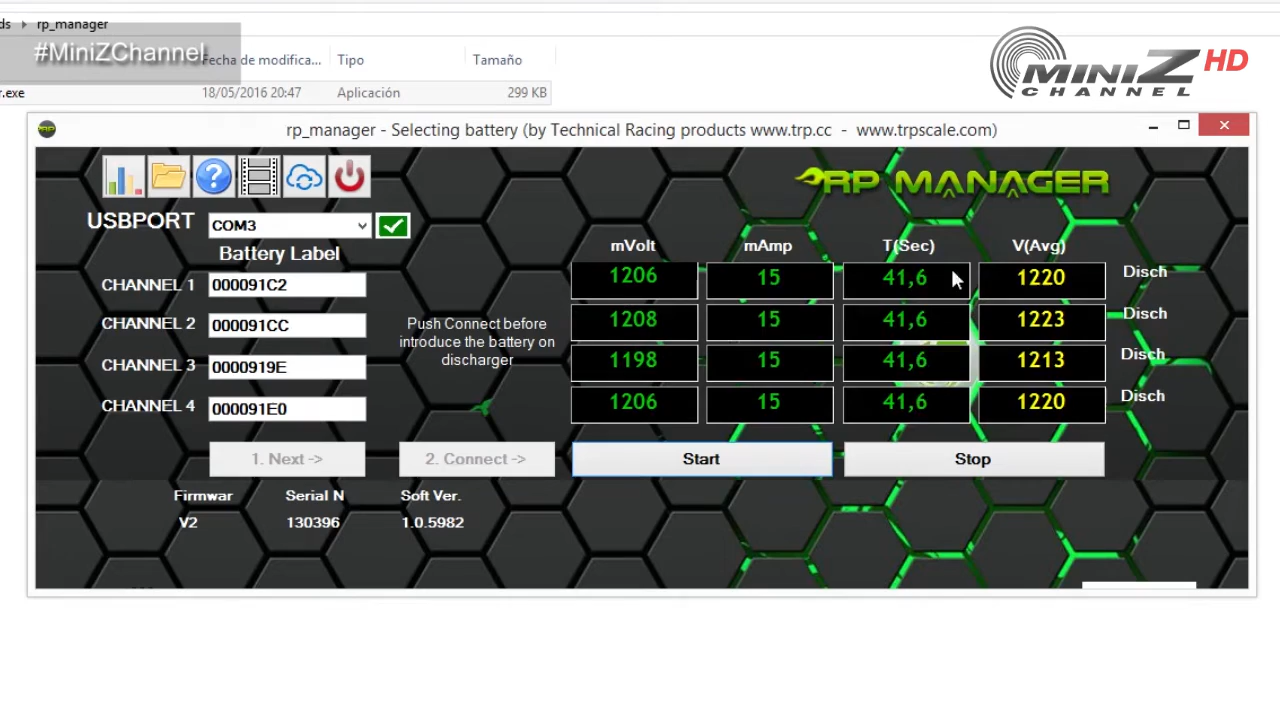 ds ▸ rp_manager
#MiniZChannel
Fecha de modifica... Tipo Tamaño
r.exe 18/05/2016 20:47 Aplicación 299 KB
MINIZ HD
CHANNEL
TRP
rp_manager - Selecting battery (by Technical Racing products www.trp.cc - www.trpscale.com)
RP MANAGER
USBPORT COM3
Battery Label
mVolt mAmp T(Sec) V(Avg)
CHANNEL 1 000091C2 1206 15 41,6 1220 Disch
CHANNEL 2 000091CC 1208 15 41,6 1223 Disch
Push Connect before
introduce the battery on
discharger
CHANNEL 3 0000919E 1198 15 41,6 1213 Disch
CHANNEL 4 000091E0 1206 15 41,6 1220 Disch
1. Next -> 2. Connect -> Start Stop
Firmwar Serial N Soft Ver.
V2 130396 1.0.5982